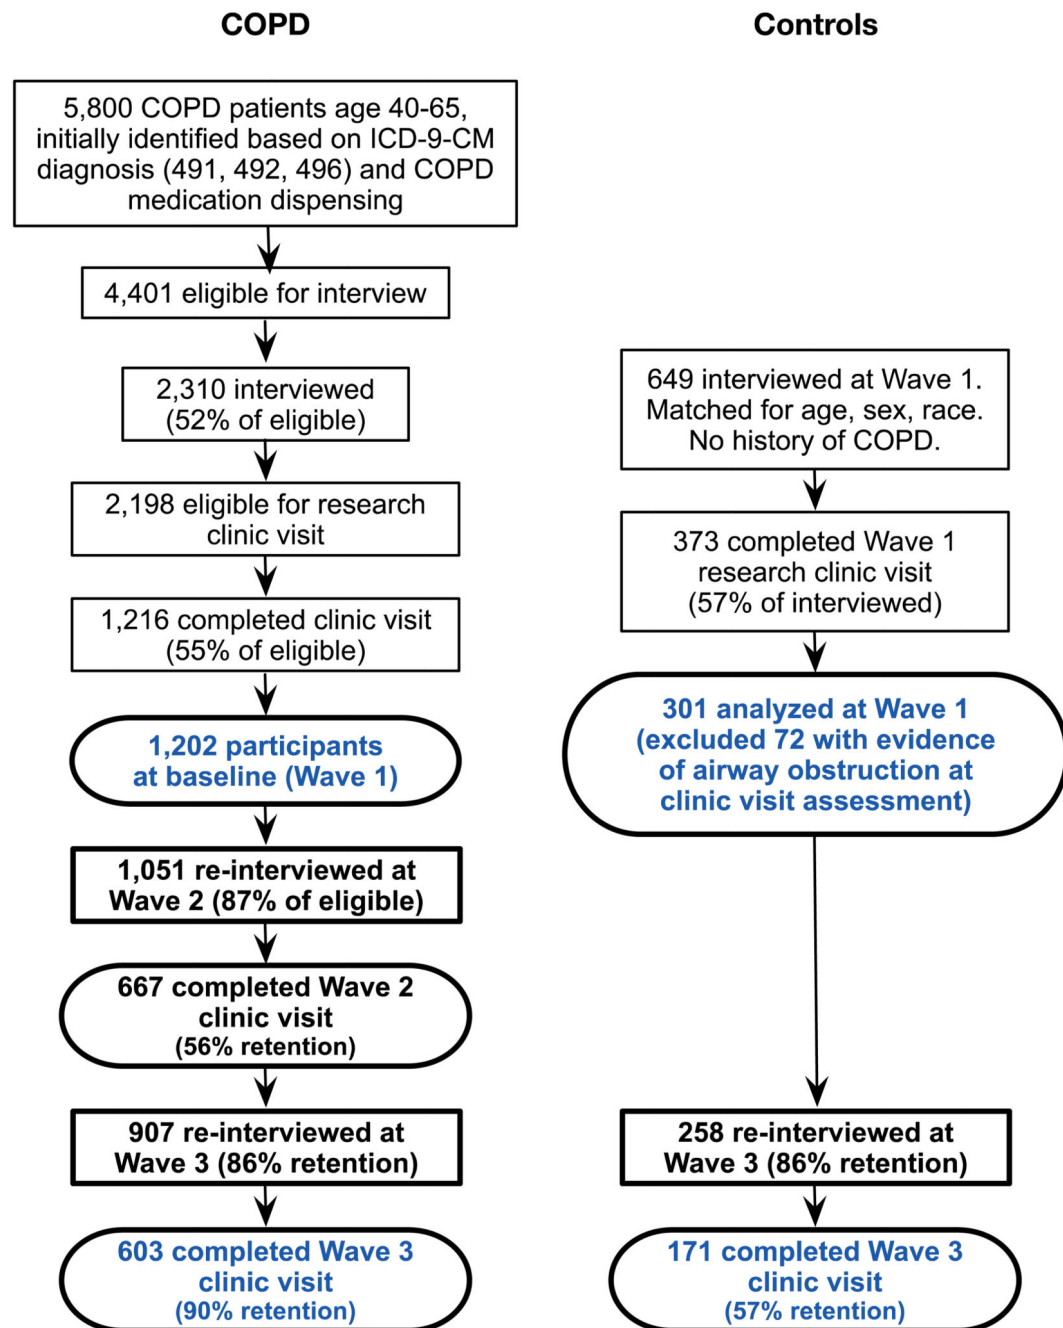 COPD
5,800 COPD patients age 40-65,
initially identified based on ICD-9-CM
diagnosis (491, 492, 496) and COPD
medication dispensing
4,401 eligible for interview
2,310 interviewed
(52% of eligible)
2,198 eligible for research
clinic visit
1,216 completed clinic visit
(55% of eligible)
1,202 participants
at baseline (Wave 1)
1,051 re-interviewed at
Wave 2 (87% of eligible)
667 completed Wave 2
clinic visit
(56% retention)
907 re-interviewed at
Wave 3 (86% retention)
603 completed Wave 3
clinic visit
(90% retention)
Controls
649 interviewed at Wave 1.
Matched for age, sex, race.
No history of COPD.
373 completed Wave 1
research clinic visit
(57% of interviewed)
301 analyzed at Wave 1
(excluded 72 with evidence
of airway obstruction at
clinic visit assessment)
258 re-interviewed at
Wave 3 (86% retention)
171 completed Wave 3
clinic visit
(57% retention)